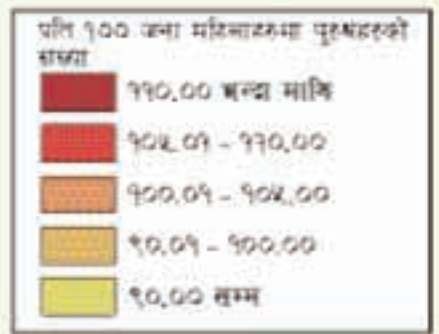 प्रति १०० जना महिलाहरुमा पुरुषहरुको
संख्या
११०.०० भन्दा माथि
१०५.०१ - ११०.००
१००.०१ - १०५.००
९०.०१ - १००.००
९०.०० सम्म